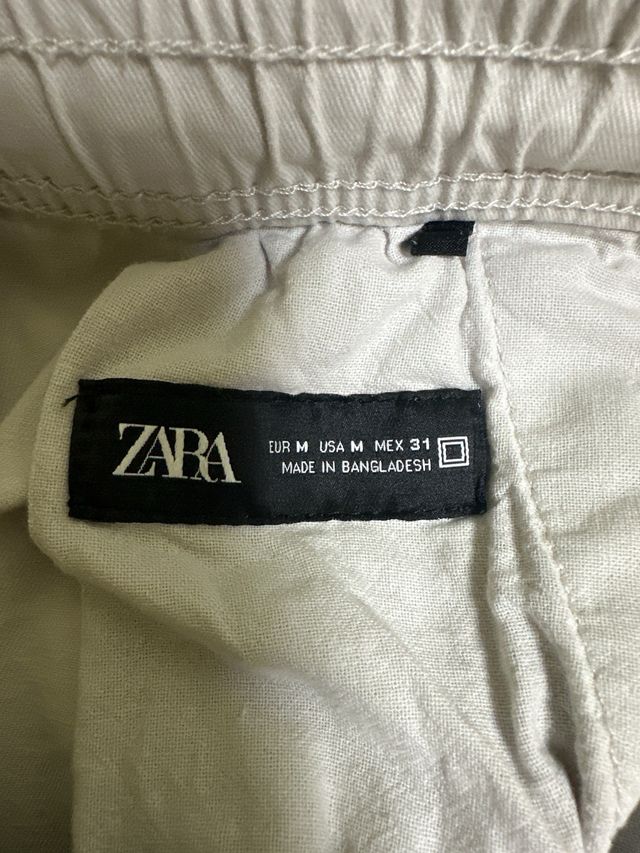 ZARA
EUR M USA M MEX 31
MADE IN BANGLADESH